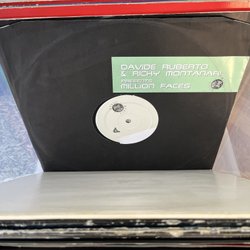 DAVIDE RUBERTO
& RICKY MONTANARI
PRESENTS
MILLION FACES